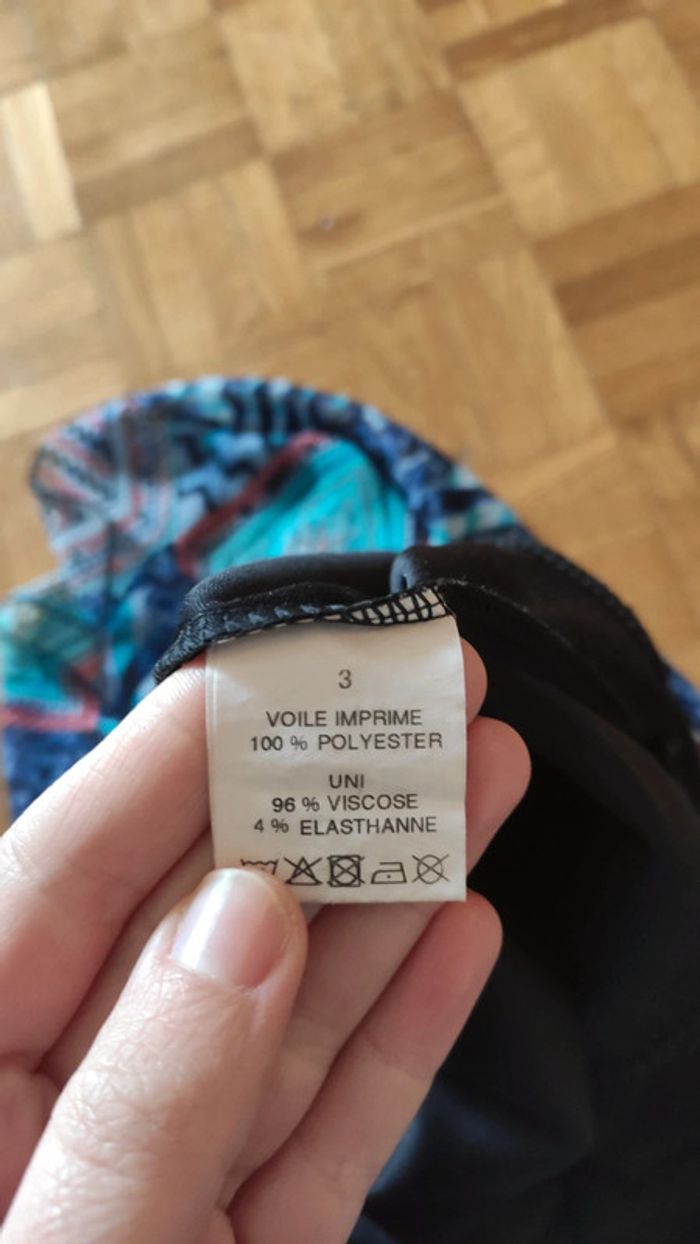 3
VOILE IMPRIME
100 % POLYESTER
UNI
96 % VISCOSE
4 % ELASTHANNE